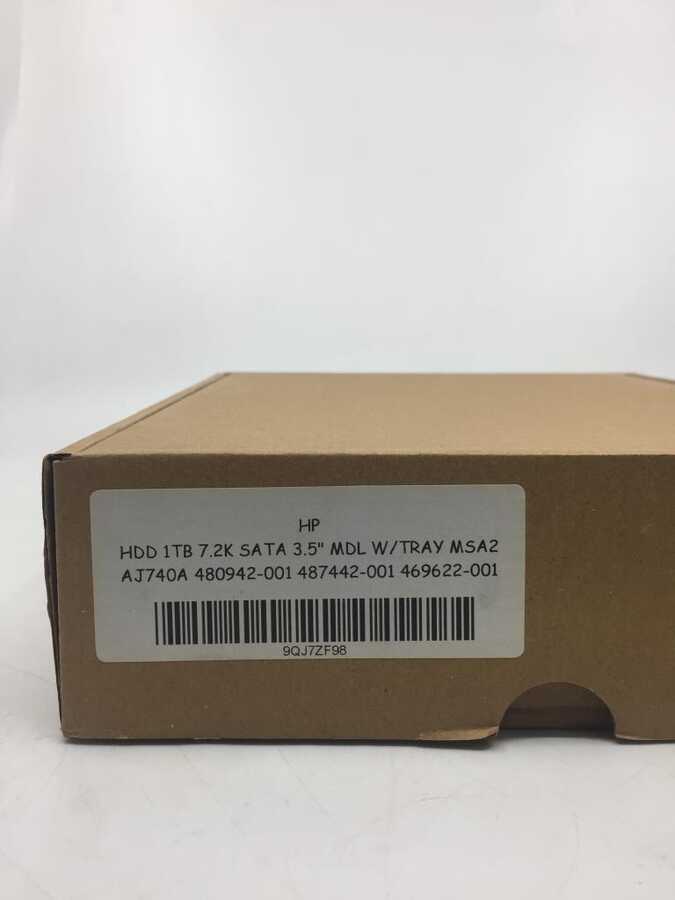 HP
HDD 1TB 7.2K SATA 3.5" MDL W/TRAY MSA2
AJ740A 480942-001 487442-001 469622-001
9QJ7ZF98